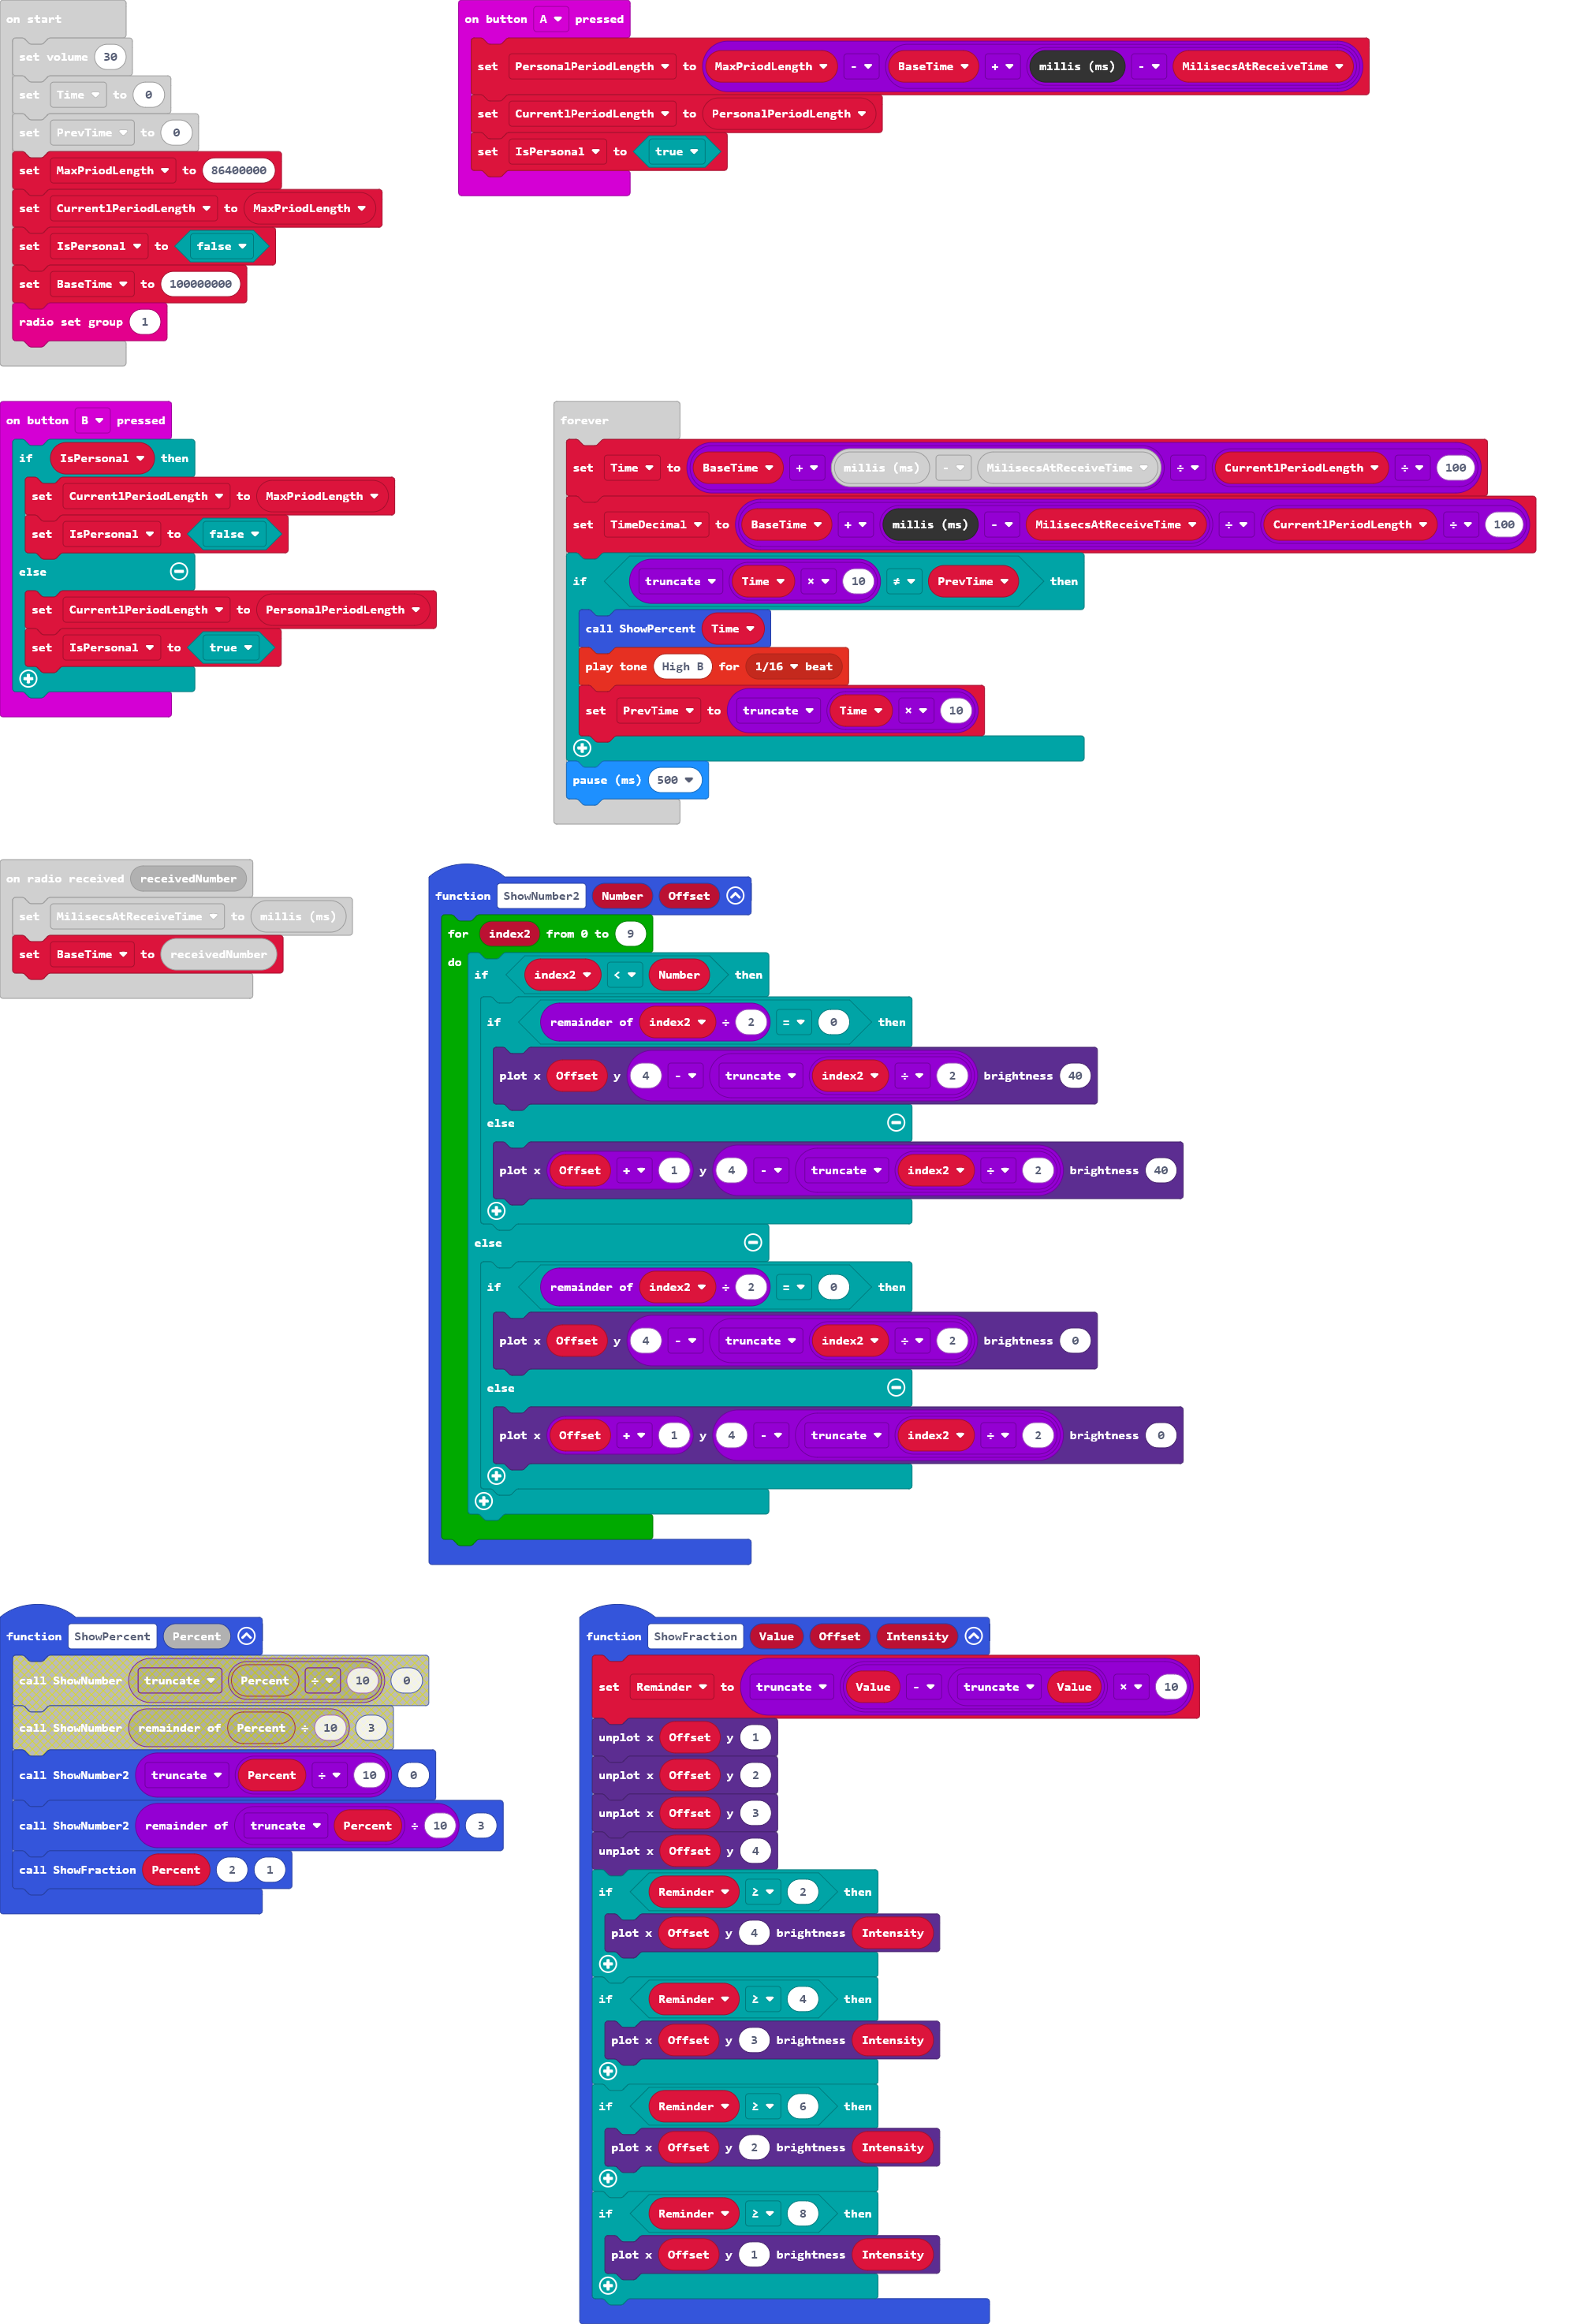 on start
set volume 30
set Time to 0
set PrevTime to 0
set MaxPriodLength to 86400000
set Current1PeriodLength to MaxPriodLength
set IsPersonal to false
set BaseTime to 100000000
radio set group 1
on button A pressed
set PersonalPeriodLength to MaxPriodLength - BaseTime + millis (ms) - MilisecsAtReceiveTime
set Current1PeriodLength to PersonalPeriodLength
set IsPersonal to true
on button B pressed
if IsPersonal then
set Current1PeriodLength to MaxPriodLength
set IsPersonal to false
else
set Current1PeriodLength to PersonalPeriodLength
set IsPersonal to true
forever
set Time to BaseTime + millis (ms) - MilisecsAtReceiveTime ÷ Current1PeriodLength ÷ 100
set TimeDecimal to BaseTime + millis (ms) - MilisecsAtReceiveTime ÷ Current1PeriodLength ÷ 100
if truncate Time × 10 ≠ PrevTime then
call ShowPercent Time
play tone High B for 1/16 beat
set PrevTime to truncate Time × 10
pause (ms) 500
on radio received receivedNumber
set MilisecsAtReceiveTime to millis (ms)
set BaseTime to receivedNumber
function ShowNumber2 Number Offset
for index2 from 0 to 9
do
if index2 < Number then
if remainder of index2 ÷ 2 = 0 then
plot x Offset y 4 - truncate index2 ÷ 2 brightness 40
else
plot x Offset + 1 y 4 - truncate index2 ÷ 2 brightness 40
else
if remainder of index2 ÷ 2 = 0 then
plot x Offset y 4 - truncate index2 ÷ 2 brightness 0
else
plot x Offset + 1 y 4 - truncate index2 ÷ 2 brightness 0
function ShowPercent Percent
call ShowNumber truncate Percent ÷ 10 0
call ShowNumber remainder of Percent ÷ 10 3
call ShowNumber2 truncate Percent ÷ 10 0
call ShowNumber2 remainder of truncate Percent ÷ 10 3
call ShowFraction Percent 2 1
function ShowFraction Value Offset Intensity
set Reminder to truncate Value - truncate Value × 10
unplot x Offset y 1
unplot x Offset y 2
unplot x Offset y 3
unplot x Offset y 4
if Reminder ≥ 2 then
plot x Offset y 4 brightness Intensity
if Reminder ≥ 4 then
plot x Offset y 3 brightness Intensity
if Reminder ≥ 6 then
plot x Offset y 2 brightness Intensity
if Reminder ≥ 8 then
plot x Offset y 1 brightness Intensity